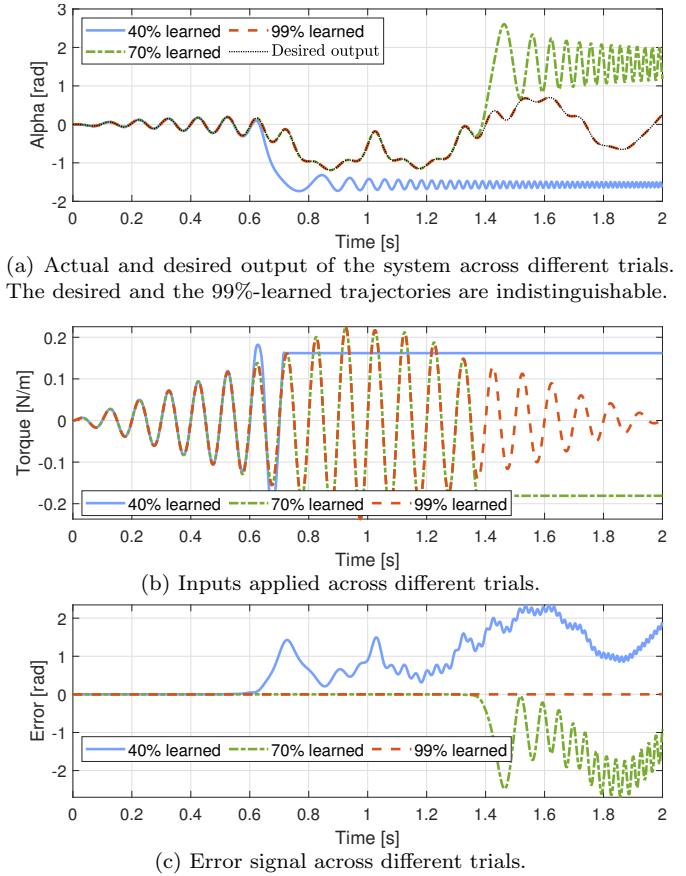 3
2
1
0
-1
-2
Alpha [rad]
40% learned
99% learned
70% learned
Desired output
0 0.2 0.4 0.6 0.8 1 1.2 1.4 1.6 1.8 2
Time [s]
(a) Actual and desired output of the system across different trials.
The desired and the 99%-learned trajectories are indistinguishable.
0.2
0.1
0
-0.1
-0.2
Torque [N/m]
40% learned 70% learned 99% learned
0 0.2 0.4 0.6 0.8 1 1.2 1.4 1.6 1.8 2
Time [s]
(b) Inputs applied across different trials.
2
1
0
-1
-2
Error [rad]
40% learned 70% learned 99% learned
0 0.2 0.4 0.6 0.8 1 1.2 1.4 1.6 1.8 2
Time [s]
(c) Error signal across different trials.